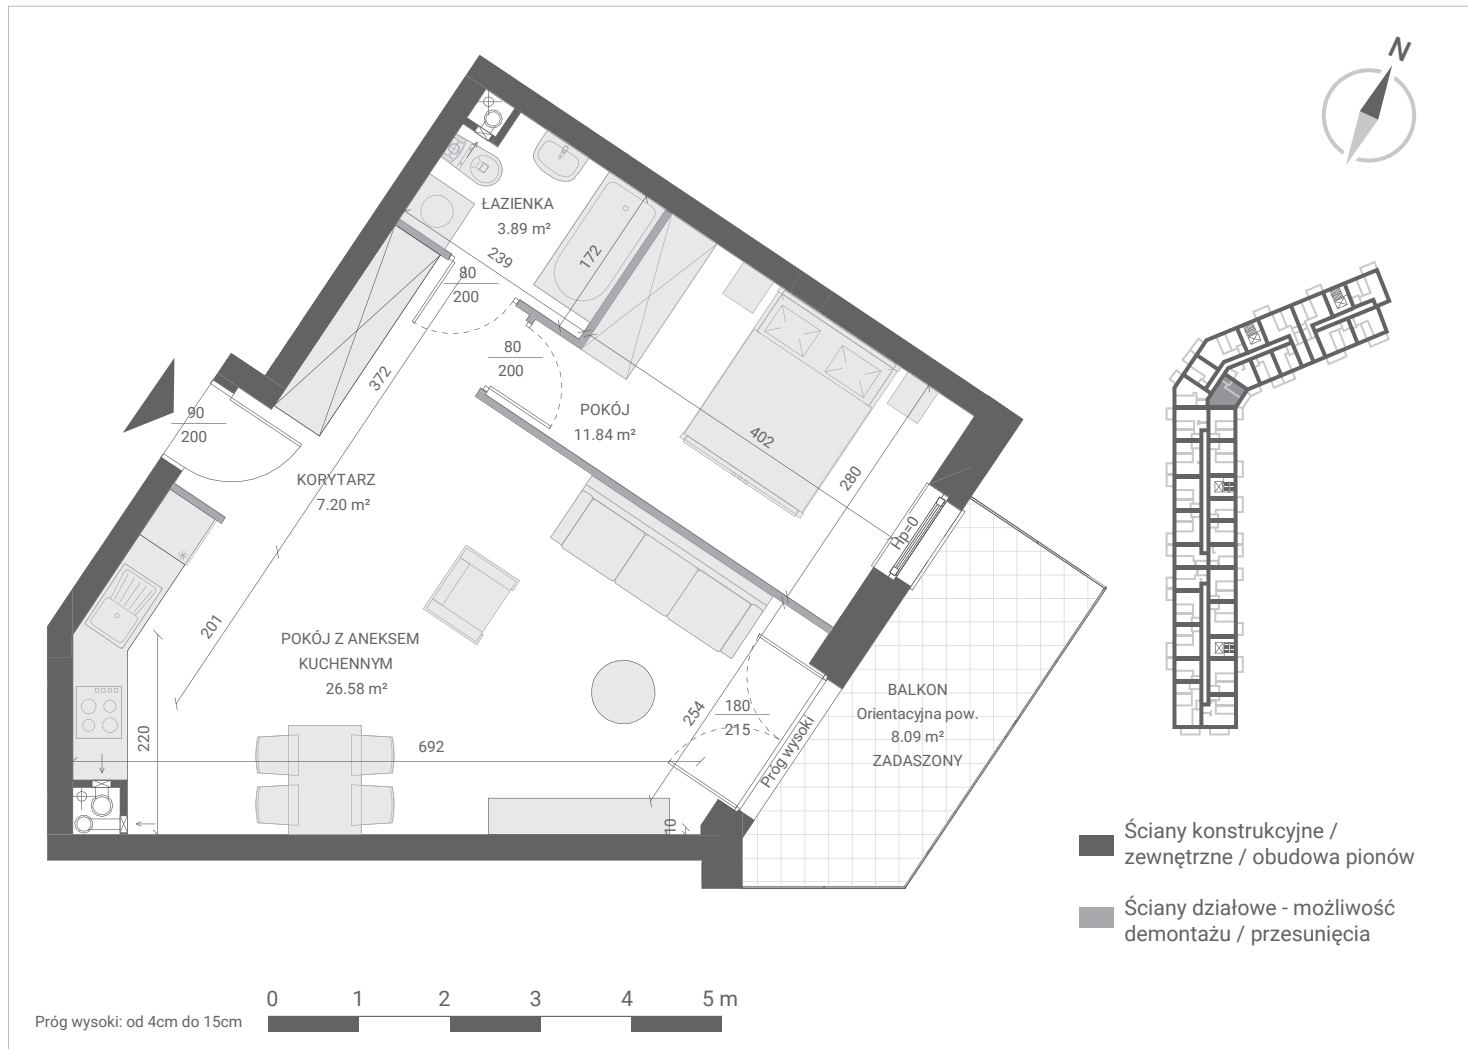 N
ŁAZIENKA
3.89 m²
239
172
80
200
80
200
372
90
200
POKÓJ
11.84 m²
402
280
Hp=0
KORYTARZ
7.20 m²
201
POKÓJ Z ANEKSEM
KUCHENNYM
26.58 m²
220
692
254
180
215
Próg wysoki
10
BALKON
Orientacyjna pow.
8.09 m²
ZADASZONY
Ściany konstrukcyjne /
zewnętrzne / obudowa pionów
Ściany działowe - możliwość
demontażu / przesunięcia
Próg wysoki: od 4cm do 15cm
0 1 2 3 4 5 m